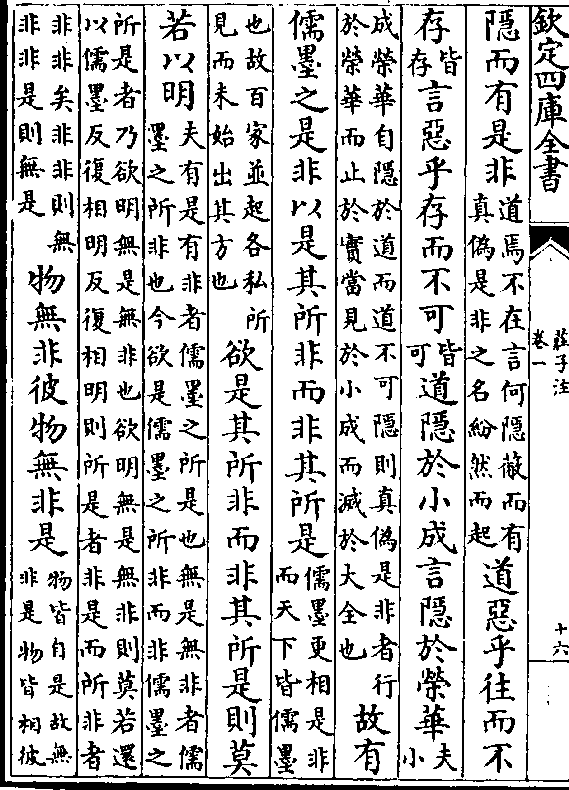 欽定四庫全書
莊子注
卷一
十六
隱而有是非道焉不在言何隱蔽而有真偽是非之名紛然而起道惡乎往而不
存皆存言惡乎存而不可皆可道隱於小成言隱於榮華夫小
成榮華自隱於道而道不可隱則真偽是非者行於榮華而止於實當見於小成而滅於大全也故有
儒墨之是非以是其所非而非其所是儒墨更相是非而天下皆儒墨
也故百家並起各私所見而未始出其方也欲是其所非而非其所是則莫
若以明夫有是有非者儒墨之所是也無是無非者儒墨之所非也今欲是儒墨之所非而非儒墨之
所是者乃欲明無是無非也欲明無是無非則莫若還以儒墨反復相明反復相明則所是者非是而所非者
非非矣非非則無非非是則無是物無非彼物無非是物皆自是故無非是物皆相彼